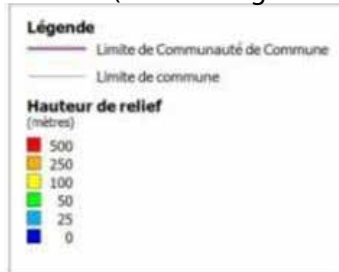 Légende
Limite de Communauté de Commune
Limite de commune
Hauteur de relief
(mètres)
500
250
100
50
25
0